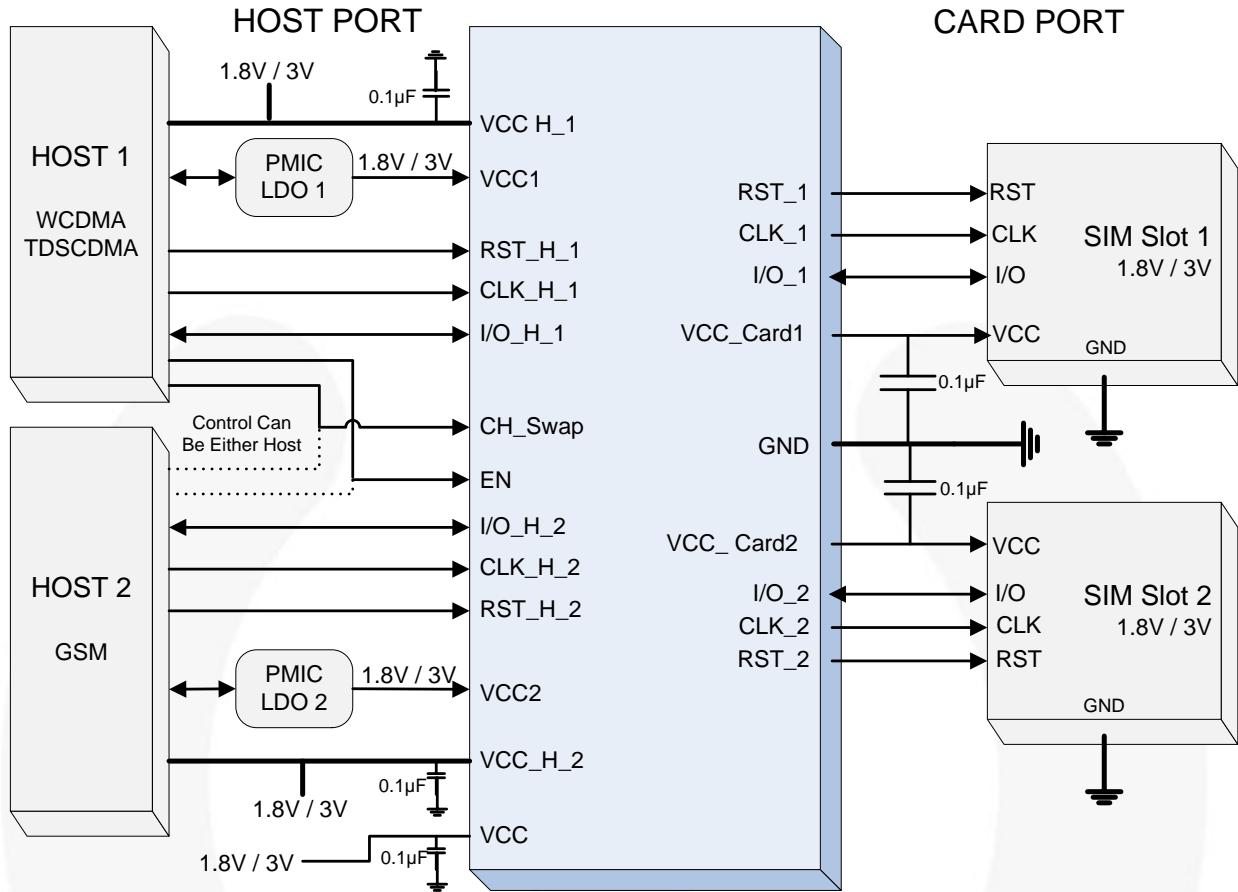 HOST PORT
CARD PORT
1.8V / 3V
0.1µF
VCC H_1
HOST 1
WCDMA
TDSCDMA
PMIC
LDO 1
1.8V / 3V
VCC1
RST_H_1
CLK_H_1
I/O_H_1
Control Can
Be Either Host
CH_Swap
EN
I/O_H_2
CLK_H_2
RST_H_2
HOST 2
GSM
PMIC
LDO 2
1.8V / 3V
VCC2
VCC_H_2
0.1µF
1.8V / 3V
VCC
0.1µF
1.8V / 3V
RST_1
CLK_1
I/O_1
VCC_Card1
GND
VCC_ Card2
I/O_2
CLK_2
RST_2
0.1µF
0.1µF
RST
CLK
I/O
VCC
SIM Slot 1
1.8V / 3V
GND
VCC
I/O
CLK
RST
SIM Slot 2
1.8V / 3V
GND